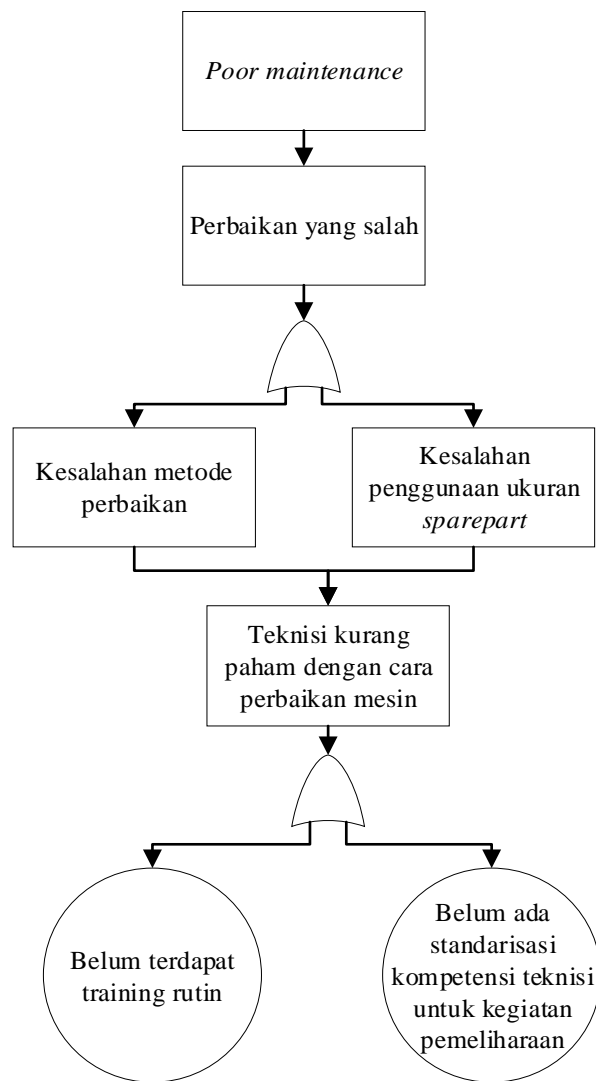 Poor maintenance
Perbaikan yang salah
Kesalahan metode
perbaikan
Kesalahan
penggunaan ukuran
sparepart
Teknisi kurang
paham dengan cara
perbaikan mesin
Belum terdapat
training rutin
Belum ada
standarisasi
kompetensi teknisi
untuk kegiatan
pemeliharaan